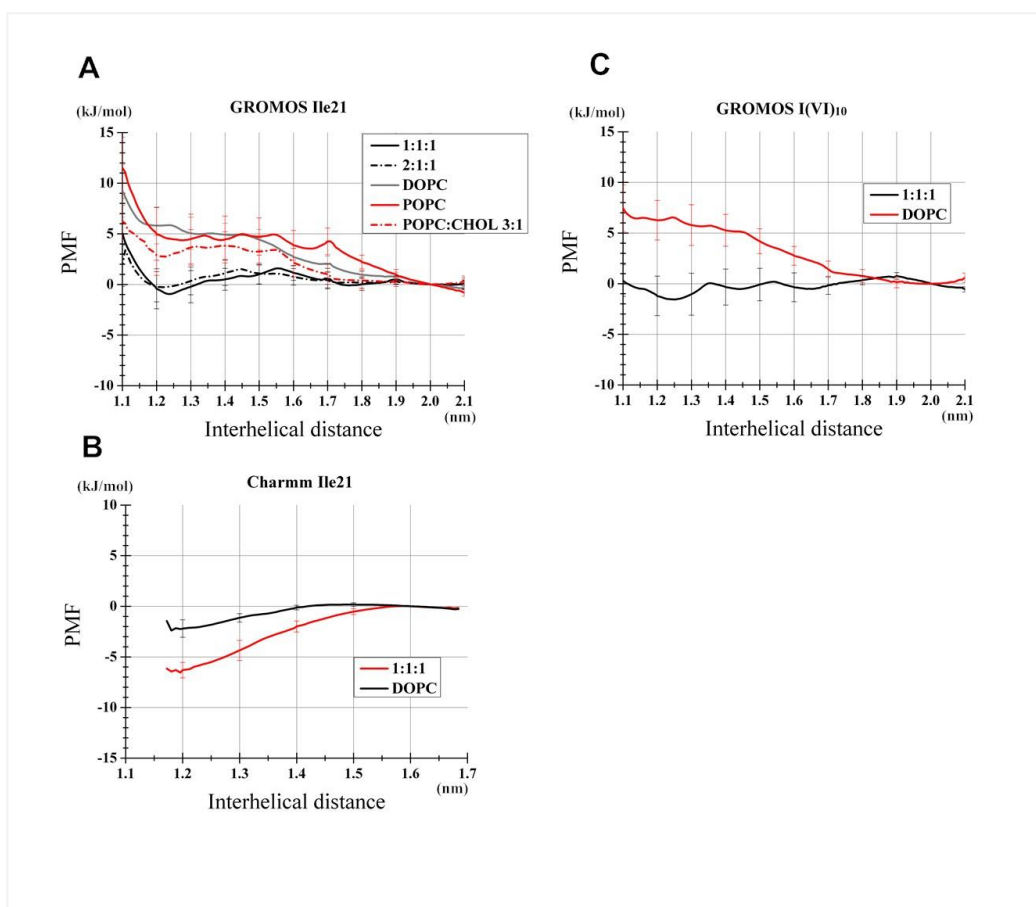 A
GROMOS Ile21
(kJ/mol)
15
10
5
0
-5
-10
PMF
1:1:1
2:1:1
DOPC
POPC
POPC:CHOL 3:1
1.1 1.2 1.3 1.4 1.5 1.6 1.7 1.8 1.9 2.0 2.1
(nm)
Interhelical distance
C
GROMOS I(VI)₁₀
(kJ/mol)
15
10
5
0
-5
-10
PMF
1:1:1
DOPC
1.1 1.2 1.3 1.4 1.5 1.6 1.7 1.8 1.9 2.0 2.1
(nm)
Interhelical distance
B
Charmm Ile21
(kJ/mol)
10
5
0
-5
-10
-15
PMF
1:1:1
DOPC
1.1 1.2 1.3 1.4 1.5 1.6 1.7
(nm)
Interhelical distance